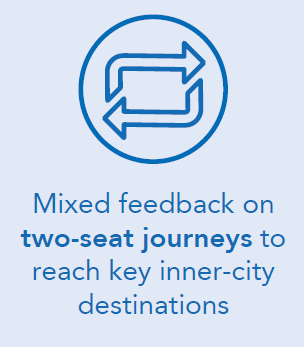 Mixed feedback on
two-seat journeys to
reach key inner-city
destinations